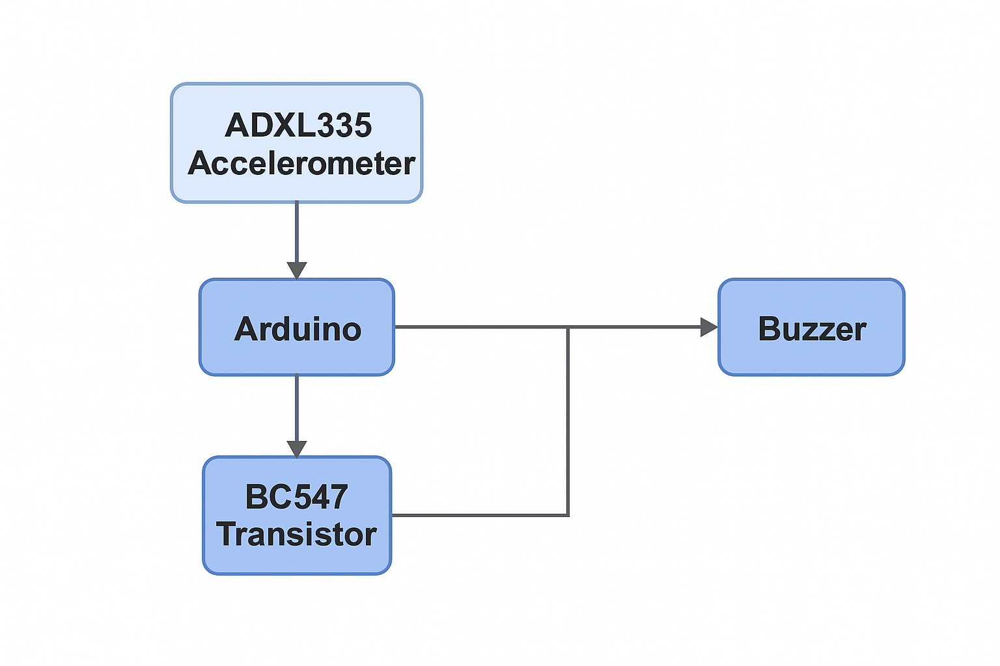 ADXL335
Accelerometer
Arduino
Buzzer
BC547
Transistor